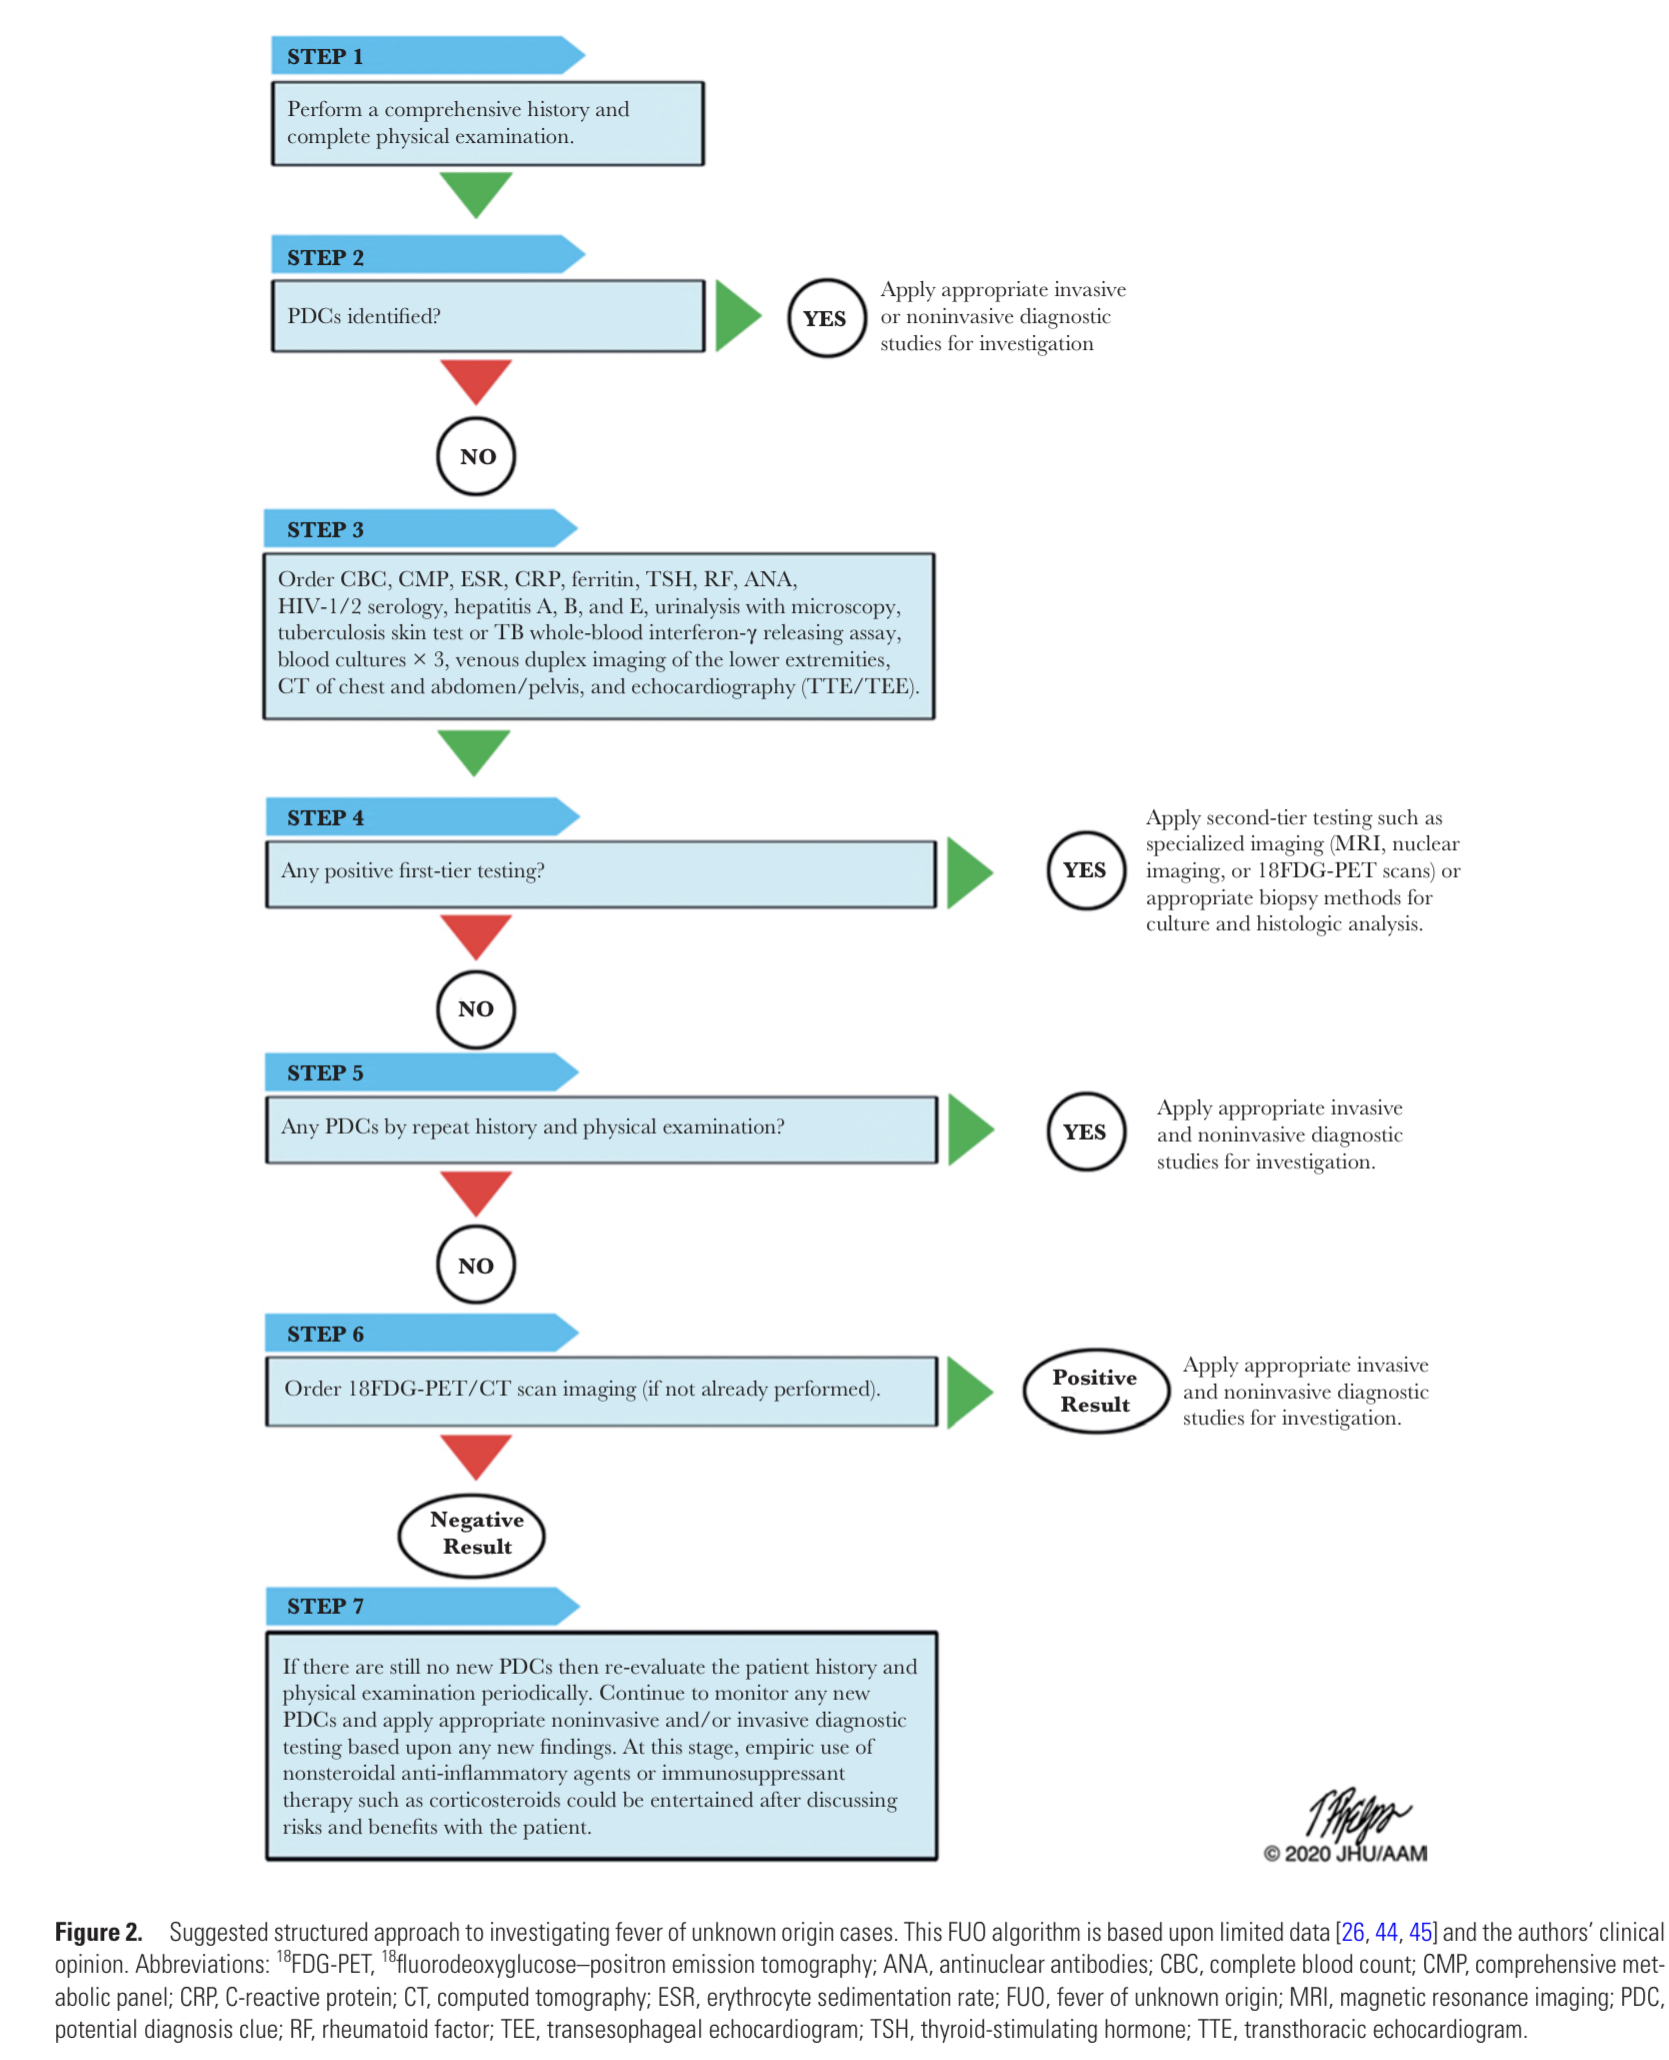 STEP 1
Perform a comprehensive history and
complete physical examination.
STEP 2
PDCs identified?
YES
Apply appropriate invasive
or noninvasive diagnostic
studies for investigation
NO
STEP 3
Order CBC, CMP, ESR, CRP, ferritin, TSH, RF, ANA,
HIV-1/2 serology, hepatitis A, B, and E, urinalysis with microscopy,
tuberculosis skin test or TB whole-blood interferon-γ releasing assay,
blood cultures × 3, venous duplex imaging of the lower extremities,
CT of chest and abdomen/pelvis, and echocardiography (TTE/TEE).
STEP 4
Any positive first-tier testing?
YES
Apply second-tier testing such as
specialized imaging (MRI, nuclear
imaging, or 18FDG-PET scans) or
appropriate biopsy methods for
culture and histologic analysis.
NO
STEP 5
Any PDCs by repeat history and physical examination?
YES
Apply appropriate invasive
and noninvasive diagnostic
studies for investigation.
NO
STEP 6
Order 18FDG-PET/CT scan imaging (if not already performed).
Positive
Result
Apply appropriate invasive
and noninvasive diagnostic
studies for investigation.
Negative
Result
STEP 7
If there are still no new PDCs then re-evaluate the patient history and
physical examination periodically. Continue to monitor any new
PDCs and apply appropriate noninvasive and/or invasive diagnostic
testing based upon any new findings. At this stage, empiric use of
nonsteroidal anti-inflammatory agents or immunosuppressant
therapy such as corticosteroids could be entertained after discussing
risks and benefits with the patient.
© 2020 JHU/AAM
Figure 2. Suggested structured approach to investigating fever of unknown origin cases. This FUO algorithm is based upon limited data [26, 44, 45] and the authors' clinical
opinion. Abbreviations: 18FDG-PET, 18fluorodeoxyglucose–positron emission tomography; ANA, antinuclear antibodies; CBC, complete blood count; CMP, comprehensive met-
abolic panel; CRP, C-reactive protein; CT, computed tomography; ESR, erythrocyte sedimentation rate; FUO, fever of unknown origin; MRI, magnetic resonance imaging; PDC,
potential diagnosis clue; RF, rheumatoid factor; TEE, transesophageal echocardiogram; TSH, thyroid-stimulating hormone; TTE, transthoracic echocardiogram.